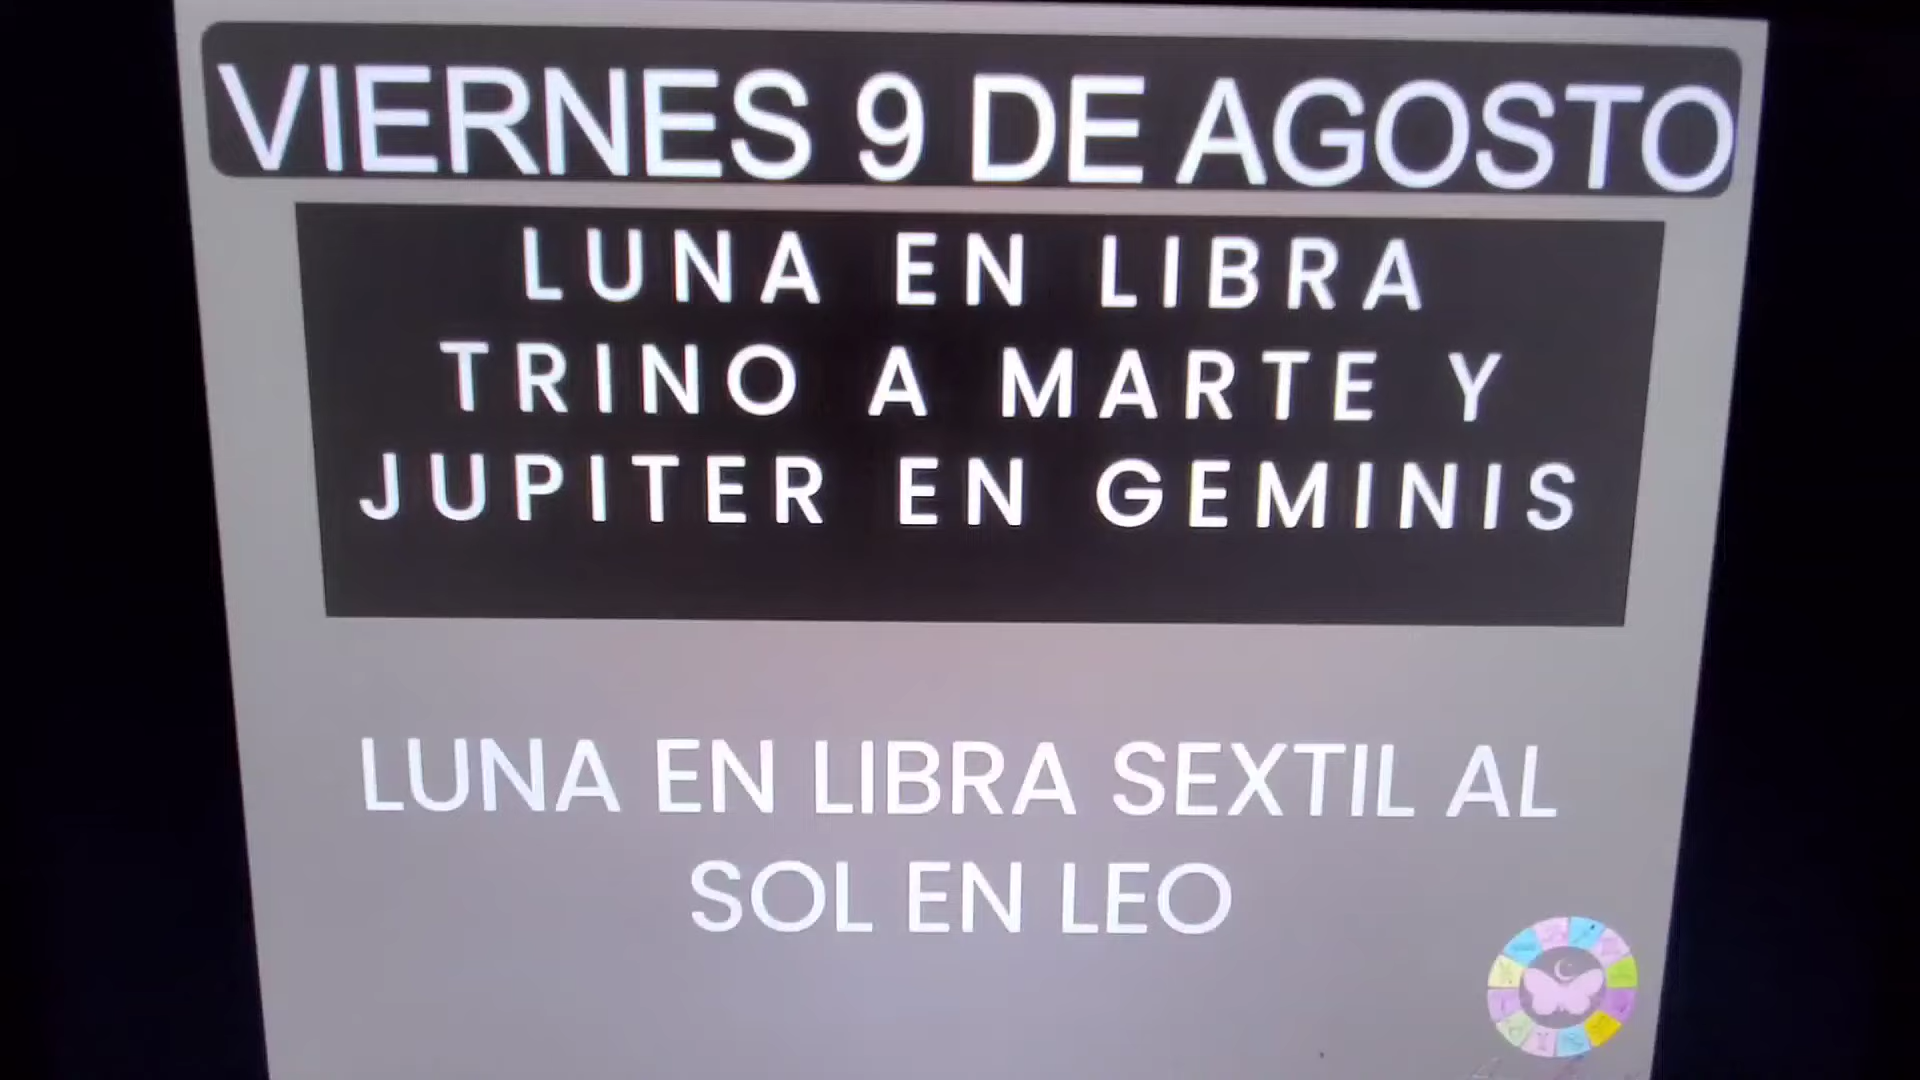 VIERNES 9 DE AGOSTO
LUNA EN LIBRA
TRINO A MARTE Y
JUPITER EN GEMINIS
LUNA EN LIBRA SEXTIL AL
SOL EN LEO